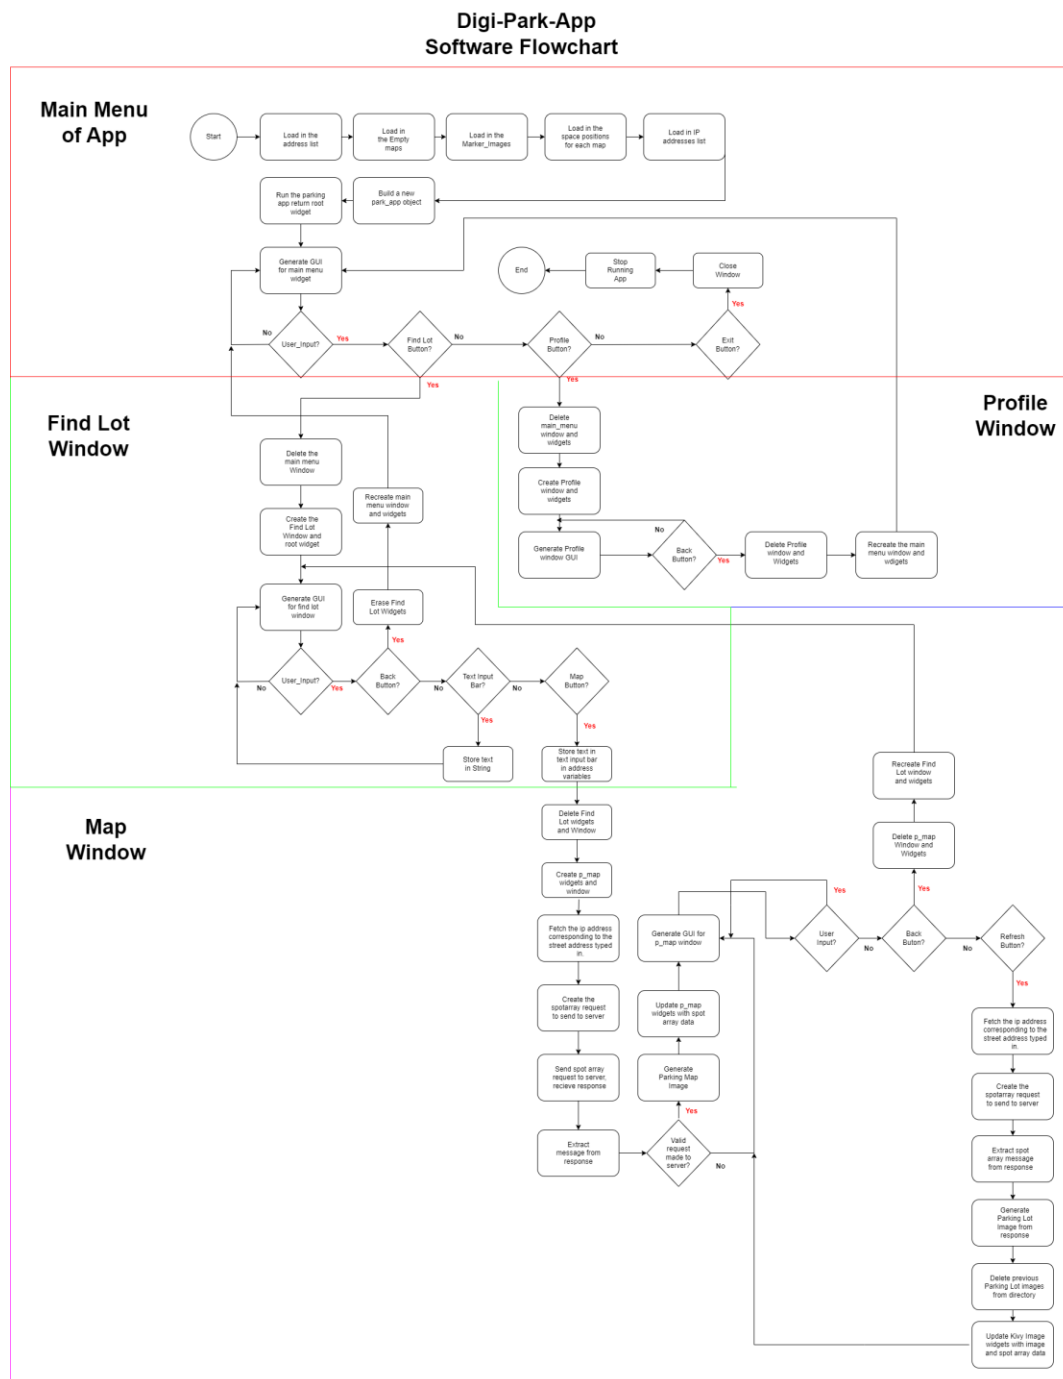 Digi-Park-App
Software Flowchart
Main Menu
of App
Start
Load in the
address list
Load in
the Empty
maps
Load in the
Marker_Images
Load in the
space positions
for each map
Load in IP
addresses list
Run the parking
app return root
widget
Build a new
park_app object
Generate GUI
for main menu
widget
End
Stop
Running
App
Close
Window
Yes
No
User_Input?
Yes
Find Lot
Button?
No
Profile
Button?
No
Exit
Button?
Yes
Yes
Find Lot
Window
Profile
Window
Delete
main_menu
window and
widgets
Delete the
main menu
Window
Create Profile
window and
widgets
Recreate main
menu window
and widgets
Create the
Find Lot
Window and
root widget
No
Generate Profile
window GUI
Back
Button?
Yes
Delete Profile
window and
Widgets
Recreate the main
menu window and
wdigets
Generate GUI
for find lot
window
Erase Find
Lot Widgets
Yes
No
User_Input?
Yes
Back
Button?
No
Text Input
Bar?
No
Map
Button?
Yes
Yes
Store text
in String
Store text in
text input bar
in address
variables
Recreate Find
Lot window
and widgets
Map
Window
Delete Find
Lot widgets
and Window
Delete p_map
Window and
Widgets
Create p_map
widgets and
window
Yes
Yes
Fetch the ip address
corresponding to the
street address typed
in.
Generate GUI for
p_map window
User
Input?
No
Back
Buton?
No
Refresh
Button?
Yes
Create the
spotarray request
to send to server
Update p_map
widgets with spot
array data
Fetch the ip address
corresponding to the
street address typed
in.
Send spot array
request to server,
recieve response
Generate
Parking Map
Image
Create the
spotarray request
to send to server
Yes
Extract
message from
response
Valid
request
made to
server?
No
Extract spot
array message
from response
Generate
Parking Lot
Image from
response
Delete previous
Parking Lot images
from directory
Update Kivy Image
widgets with image
and spot array data